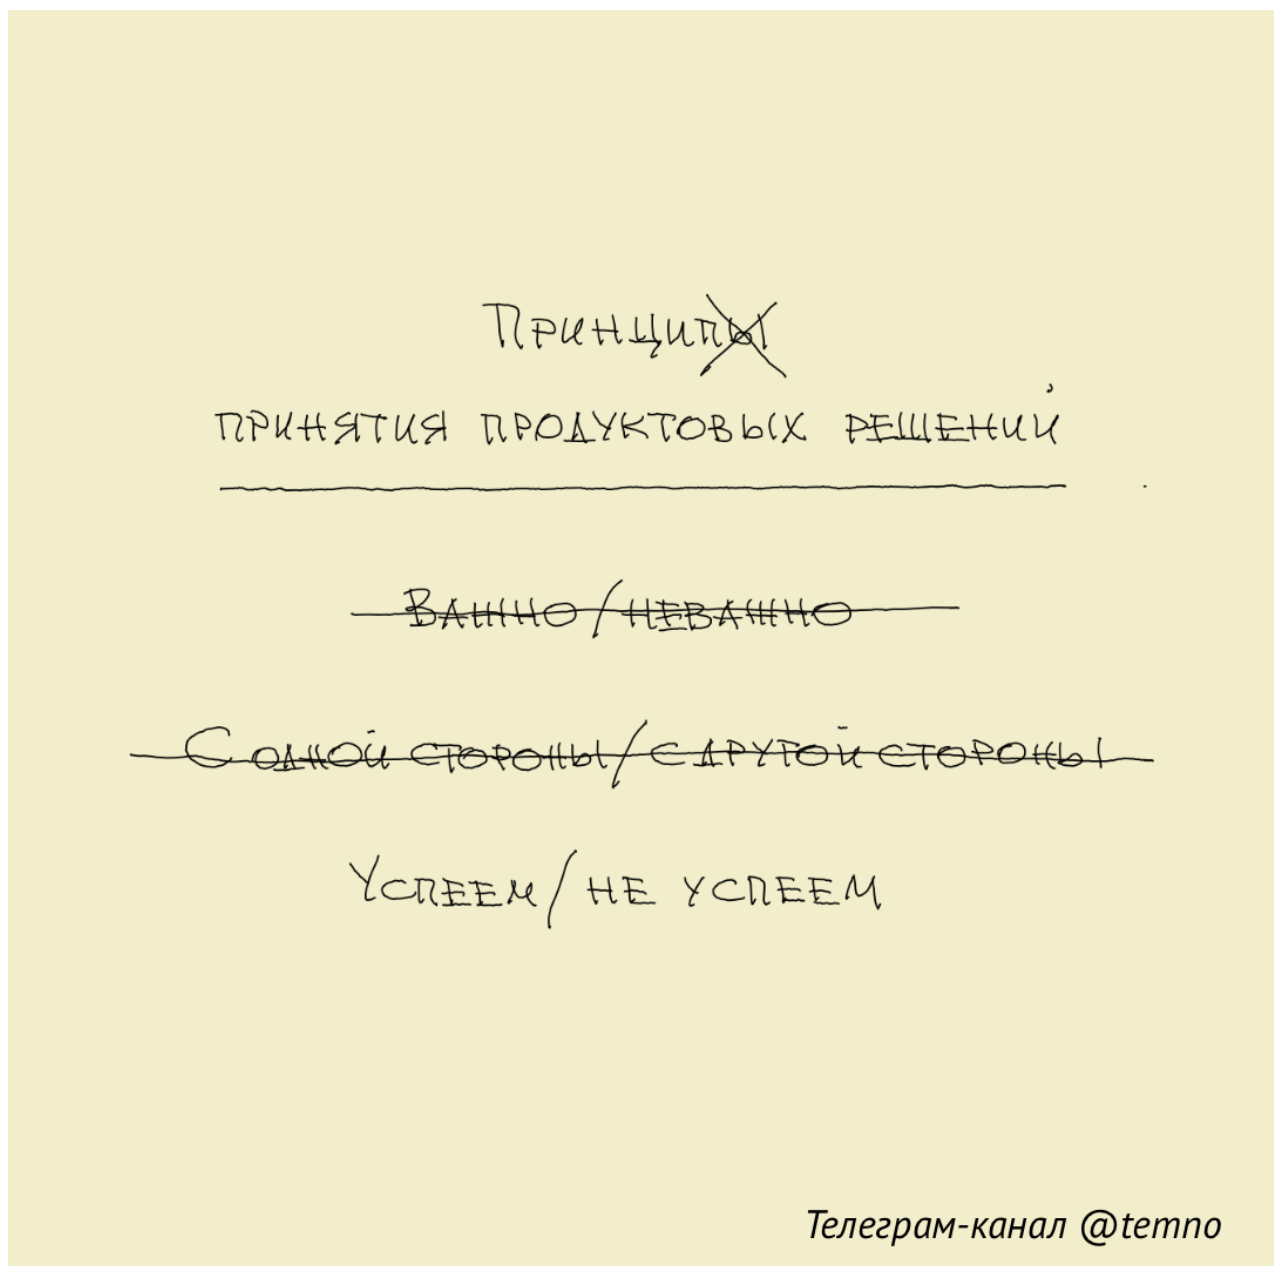 Принципы
принятия продуктовых решений
Важно/неважно
С одной стороны/с другой стороны
Успеем/не успеем
Телеграм-канал @temno